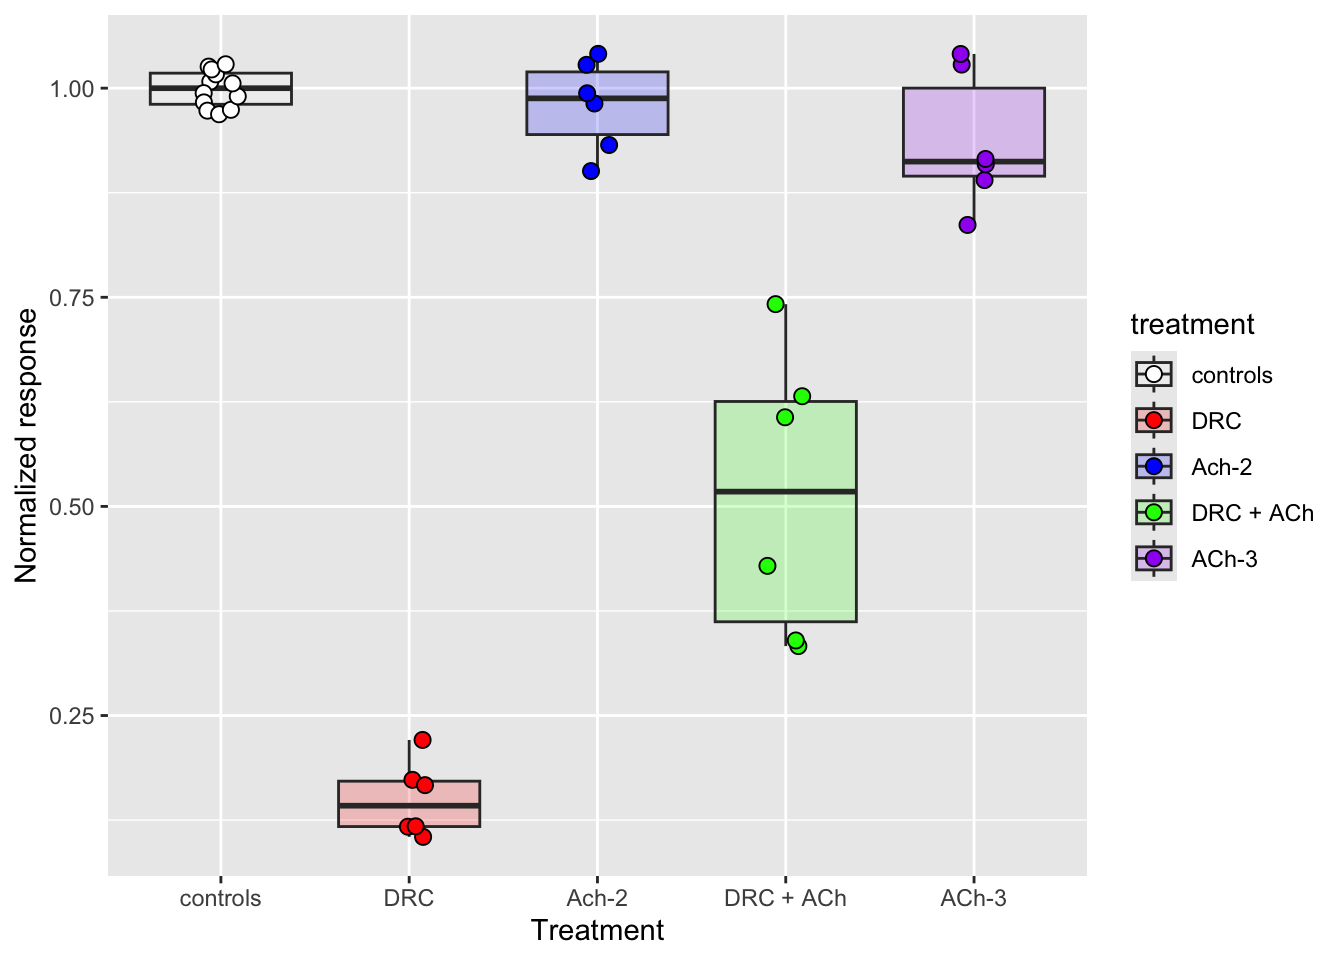 Normalized response
1.00
0.75
0.50
0.25
controls
DRC
Ach-2
DRC + ACh
ACh-3
Treatment
treatment
controls
DRC
Ach-2
DRC + ACh
ACh-3